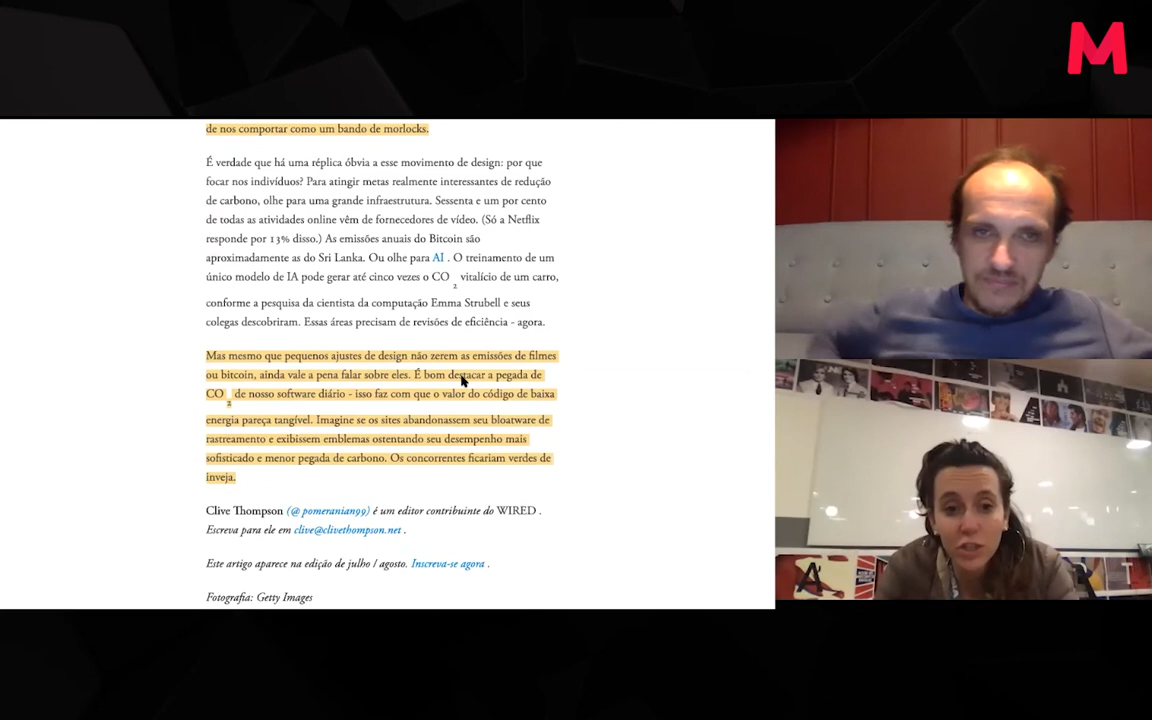 M
de nos comportar como um bando de morlocks.
É verdade que há uma réplica óbvia a esse movimento de design: por que
focar nos indivíduos? Para atingir metas realmente interessantes de redução
de carbono, olhe para uma grande infraestrutura. Sessenta e um por cento
de todas as atividades online vêm de fornecedores de vídeo. (Só a Netflix
responde por 13% disso.) As emissões anuais do Bitcoin são
aproximadamente as do Sri Lanka. Ou olhe para AI . O treinamento de um
único modelo de IA pode gerar até cinco vezes o CO 2 vitalício de um carro,
conforme a pesquisa da cientista da computação Emma Strubell e seus
colegas descobriram. Essas áreas precisam de revisões de eficiência - agora.
Mas mesmo que pequenos ajustes de design não zerem as emissões de filmes
ou bitcoin, ainda vale a pena falar sobre eles. É bom destacar a pegada de
CO 2 de nosso software diário - isso faz com que o valor do código de baixa
energia pareça tangível. Imagine se os sites abandonassem seu bloatware de
rastreamento e exibissem emblemas ostentando seu desempenho mais
sofisticado e menor pegada de carbono. Os concorrentes ficariam verdes de
inveja.
Clive Thompson (@ pomeranian99) é um editor contribuinte do WIRED .
Escreva para ele em clive@clivethompson.net .
Este artigo aparece na edição de julho / agosto. Inscreva-se agora .
Fotografia: Getty Images
A
T